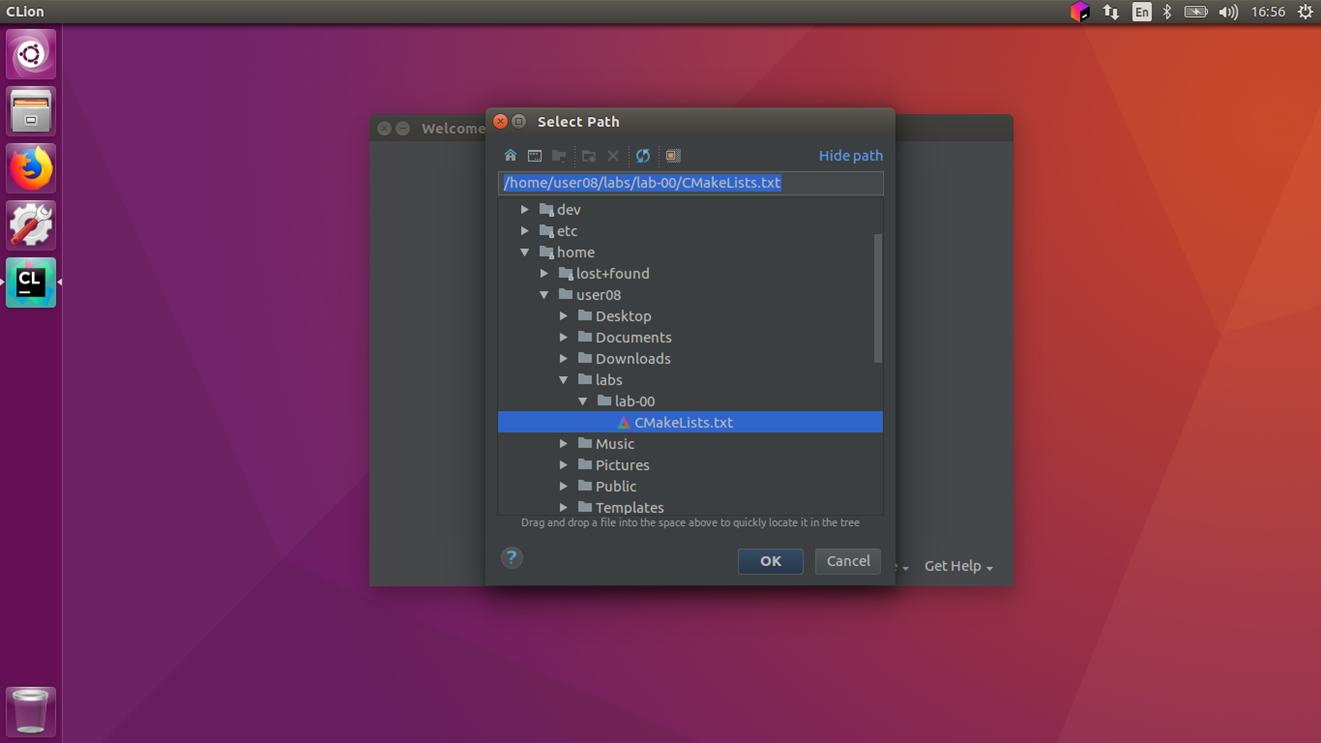 CLion
En
16:56
CL
Welcome
Select Path
Hide path
/home/user08/labs/lab-00/CMakeLists.txt
dev
etc
home
lost+found
user08
Desktop
Documents
Downloads
labs
lab-00
CMakeLists.txt
Music
Pictures
Public
Templates
Drag and drop a file into the space above to quickly locate it in the tree
?
OK
Cancel
Get Help